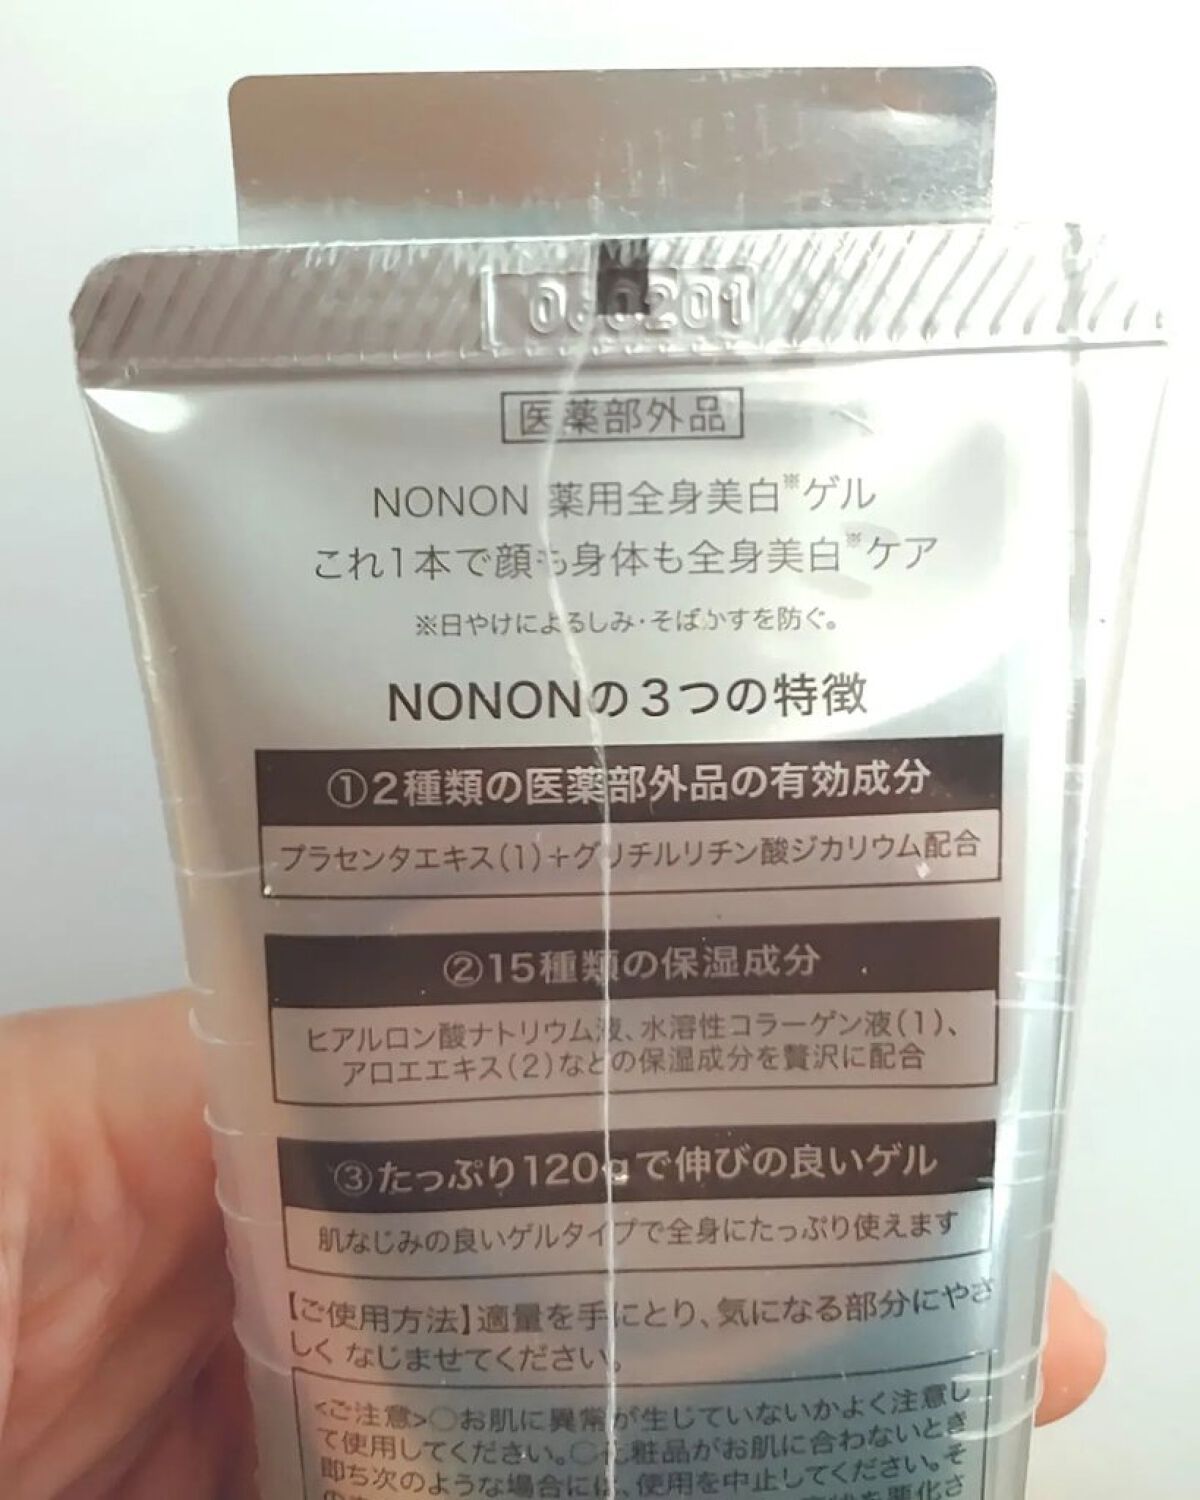 医薬部外品
NONON 薬用全身美白※ゲル
これ1本で顔も身体も全身美白※ケア
※日やけによるしみ・そばかすを防ぐ。
NONONの3つの特徴
①2種類の医薬部外品の有効成分
プラセンタエキス(1)+グリチルリチン酸ジカリウム配合
②15種類の保湿成分
ヒアルロン酸ナトリウム液、水溶性コラーゲン液(1)、
アロエエキス(2)などの保湿成分を贅沢に配合
③たっぷり120gで伸びの良いゲル
肌なじみの良いゲルタイプで全身にたっぷり使えます
【ご使用方法】適量を手にとり、気になる部分にやさ
しくなじませてください。
<ご注意>○お肌に異常が生じていないかよく注意し
て使用してください。○化粧品がお肌に合わないとき
即ち次のような場合には、使用を中止してください。そ